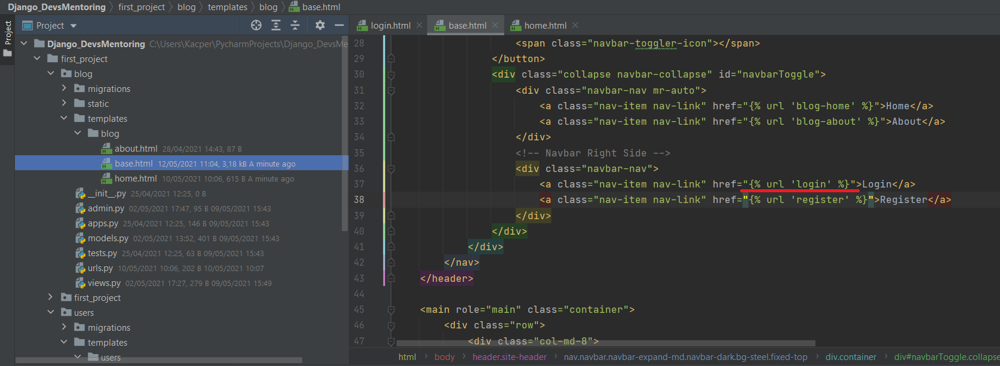 Django_DevsMentoring › first_project › blog › templates › blog › base.html
Project
Project
login.html
base.html
home.html
Django_DevsMentoring C:\Users\Kacper\PycharmProjects\Django_DevsMe
first_project
blog
migrations
static
templates
blog
about.html 28/04/2021 14:43, 87 B
base.html 12/05/2021 11:04, 3,18 kB A minute ago
home.html 10/05/2021 10:06, 615 B A minute ago
__init__.py 25/04/2021 12:25, 0 B
admin.py 02/05/2021 17:47, 95 B 09/05/2021 15:43
apps.py 25/04/2021 12:25, 146 B 09/05/2021 15:43
models.py 02/05/2021 13:52, 401 B 09/05/2021 15:43
tests.py 25/04/2021 12:25, 63 B 09/05/2021 15:43
urls.py 10/05/2021 10:06, 202 B 10/05/2021 10:07
views.py 02/05/2021 17:27, 279 B 09/05/2021 15:49
first_project
users
migrations
templates
users
28 <span class="navbar-toggler-icon"></span>
29 </button>
30 <div class="collapse navbar-collapse" id="navbarToggle">
31 <div class="navbar-nav mr-auto">
32 <a class="nav-item nav-link" href="{% url 'blog-home' %}">Home</a>
33 <a class="nav-item nav-link" href="{% url 'blog-about' %}">About</a>
34 </div>
35 <!-- Navbar Right Side -->
36 <div class="navbar-nav">
37 <a class="nav-item nav-link" href="{% url 'login' %}">Login</a>
38 <a class="nav-item nav-link" href="{% url 'register' %}">Register</a>
39 </div>
40 </div>
41 </div>
42 </nav>
43 </header>
44
45 <main role="main" class="container">
46 <div class="row">
47 <div class="col-md-8">
html › body › header.site-header › nav.navbar.navbar-expand-md.navbar-dark.bg-steel.fixed-top › div.container › div#navbarToggle.collapse